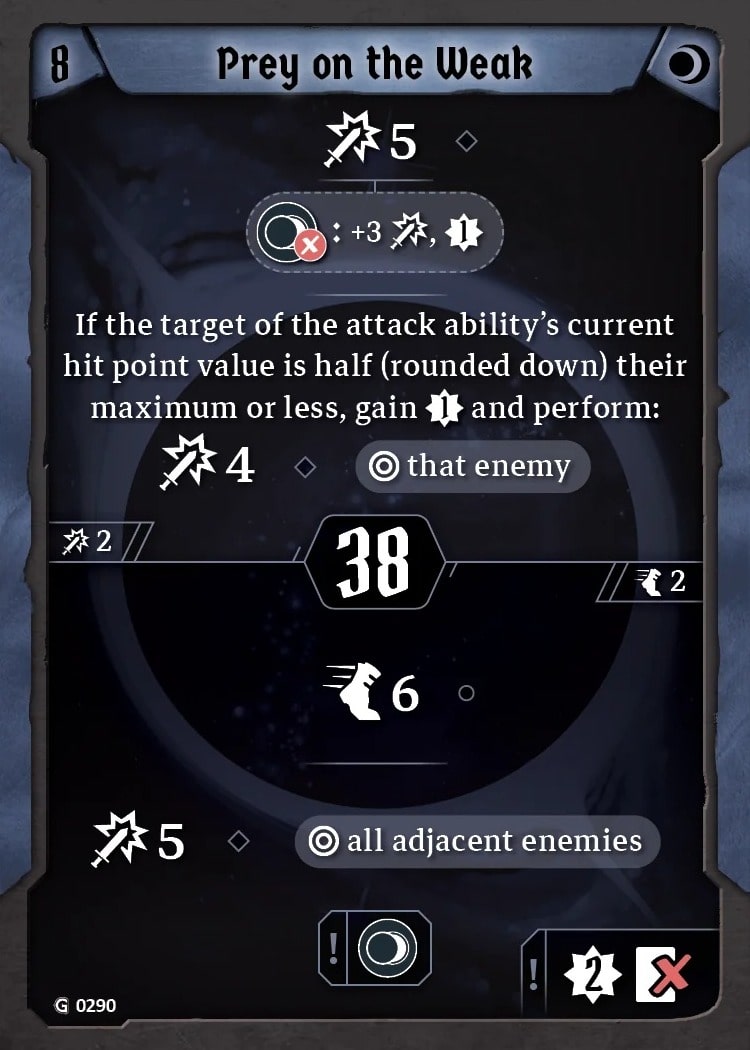 8
Prey on the Weak
5
: +3 , 1
If the target of the attack ability’s current
hit point value is half (rounded down) their
maximum or less, gain 1 and perform:
4 that enemy
2
38
2
6
5 all adjacent enemies
!
! 2
G 0290